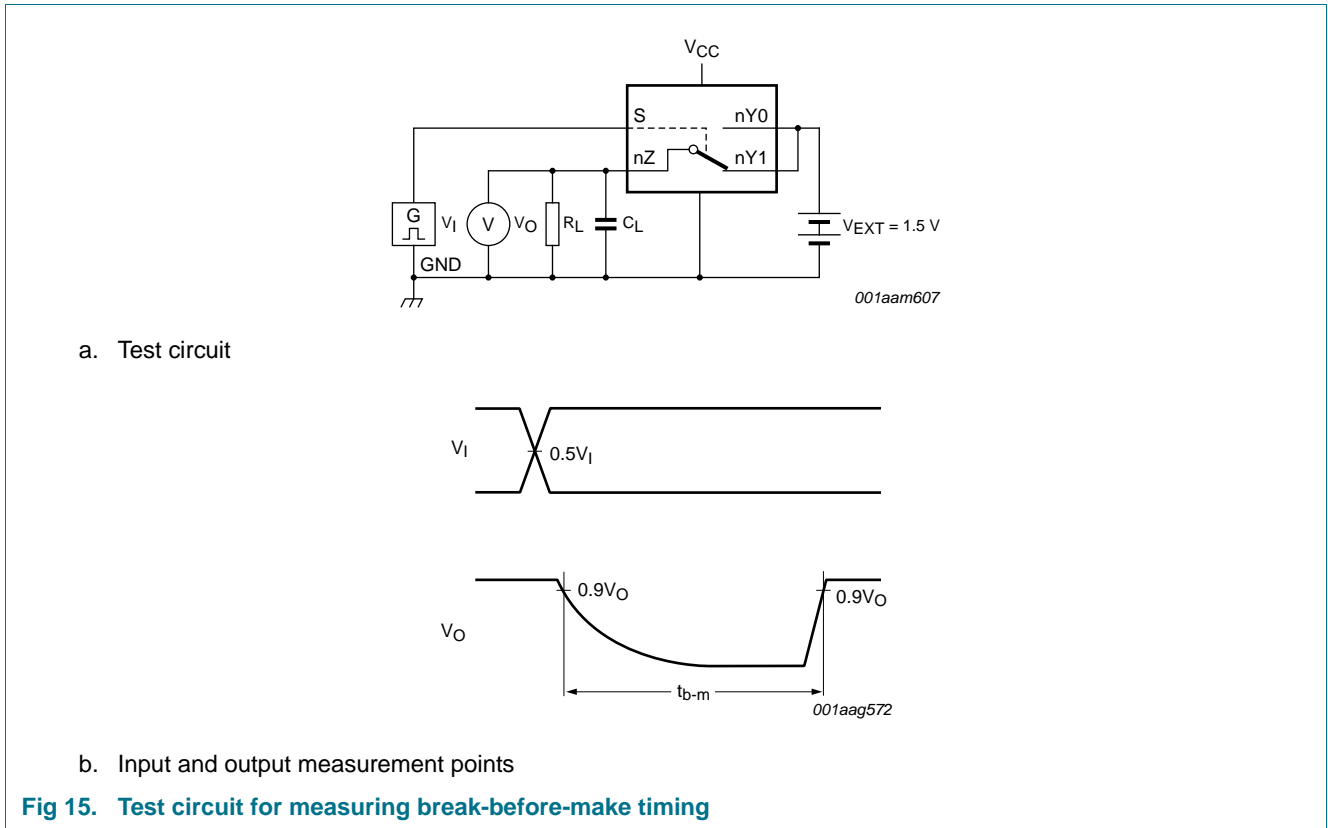 VCC
S nY0
nZ nY1
G VI V VO RL CL VEXT = 1.5 V
GND
001aam607
a. Test circuit
VI 0.5VI
0.9VO 0.9VO
VO
tb-m
001aag572
b. Input and output measurement points
Fig 15. Test circuit for measuring break-before-make timing